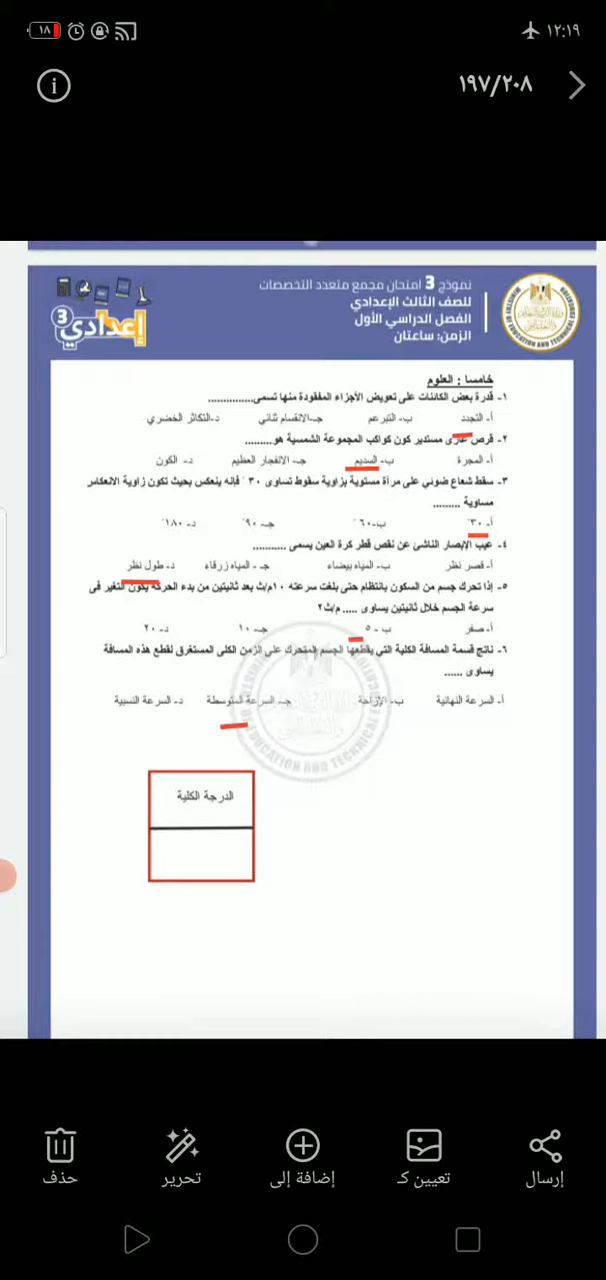 ١٨
١٢:١٩
١٩٧/٢٠٨
نموذج 3 امتحان مجمع متعدد التخصصات
للصف الثالث الإعدادي
الفصل الدراسي الأول
الزمن: ساعتان
إعدادي 3
خامسا : العلوم
١- قدرة بعض الكائنات على تعويض الأجزاء المفقودة منها تسمى...............
أ- التجدد ب- التبرعم جـ- الانقسام ثنائي د- التكاثر الخضري
٢- قرص غازى مستدير كون كواكب المجموعة الشمسية هو.........
أ- المجرة ب- السديم جـ- الانفجار العظيم د- الكون
٣- سقط شعاع ضوئي على مرآة مستوية بزاوية سقوط تساوى ٣٠ ْ فإنه ينعكس بحيث تكون زاوية الانعكاس
مساوية .........
أ- ٣٠ ْ ب- ٦٠ ْ جـ- ٩٠ ْ د- ١٨٠ ْ
٤- عيب الإبصار الناشئ عن نقص قطر كرة العين يسمى ...........
أ- قصر نظر ب- المياه بيضاء جـ- المياه زرقاء د- طول نظر
٥- إذا تحرك جسم من السكون بانتظام حتى بلغت سرعته ١٠م/ث بعد ثانيتين من بدء الحركة يكون التغير فى
سرعة الجسم خلال ثانيتين يساوى ..... م/ث٢
أ- صفر ب- ٥ جـ- ١٠ د- ٢٠
٦- ناتج قسمة المسافة الكلية التي يقطعها الجسم المتحرك على الزمن الكلى المستغرق لقطع هذه المسافة
يساوى ......
أ- السرعة النهائية ب- الإزاحة جـ- السرعة المتوسطة د- السرعة النسبية
الدرجة الكلية
إرسال
تعيين كـ
إضافة إلى
تحرير
حذف